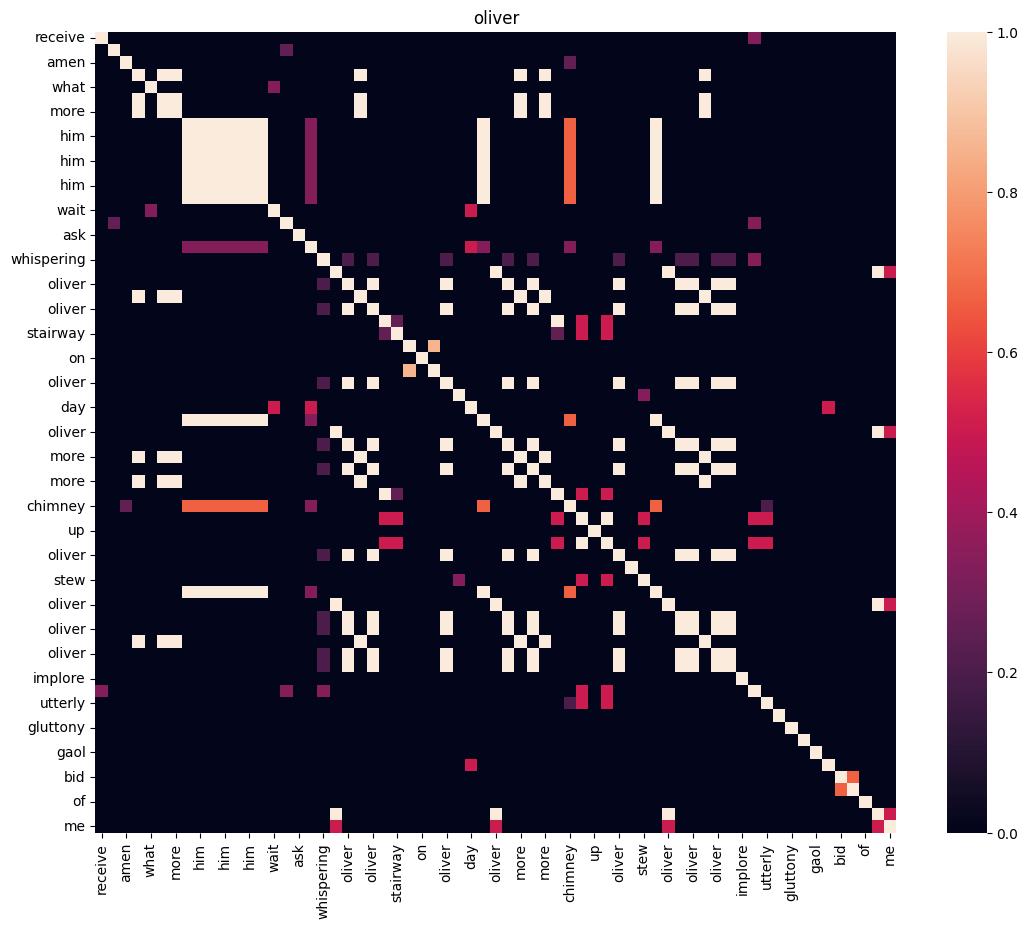 oliver
receive
amen
what
more
him
him
him
wait
ask
whispering
oliver
oliver
stairway
on
oliver
day
oliver
more
more
chimney
up
oliver
stew
oliver
oliver
oliver
implore
utterly
gluttony
gaol
bid
of
me
1.0
0.8
0.6
0.4
0.2
0.0
receive
amen
what
more
him
him
him
wait
ask
whispering
oliver
oliver
stairway
on
oliver
day
oliver
more
more
chimney
up
oliver
stew
oliver
oliver
oliver
implore
utterly
gluttony
gaol
bid
of
me